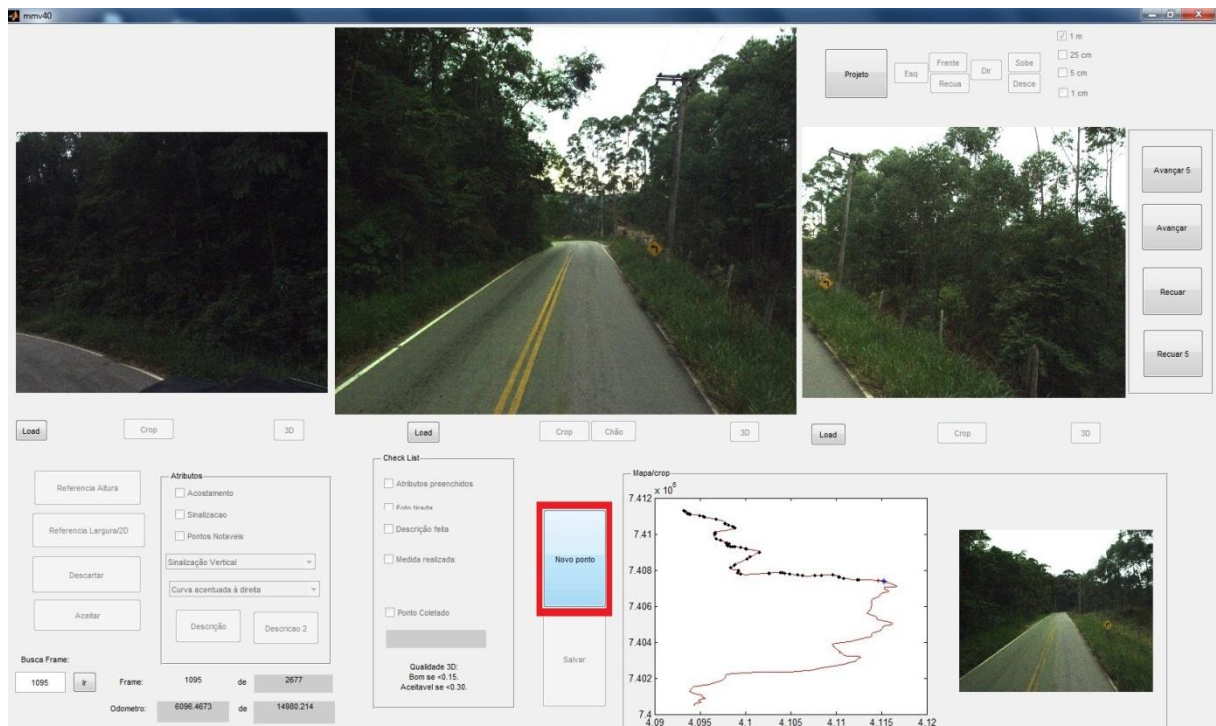 mmv40
Projeto
Esq
Frente
Recua
Dir
Sobe
Desce
1 m
25 cm
5 cm
1 cm
Avançar 5
Avançar
Recuar
Recuar 5
Load
Crop
3D
Load
Crop
Chão
3D
Load
Crop
3D
Referencia Altura
Referencia Largura/2D
Descartar
Aceitar
Atributos
Acostamento
Sinalizacao
Pontos Notaveis
Sinalização Vertical
Curva acentuada à direita
Descrição
Descricao 2
Busca Frame:
1095
Ir
Frame:
1095
de
2677
Odometro:
6096.4673
de
14980.214
Check List
Atributos preenchidos
Foto tirada
Descrição feita
Medida realizada:
Ponto Coletado
Qualidade 3D:
Bom se <0.15.
Aceitavel se <0.30.
Novo ponto
Salvar
Mapa/crop
x 10⁶
7.412
7.41
7.408
7.406
7.404
7.402
7.4
4.09
4.095
4.1
4.105
4.11
4.115
4.12